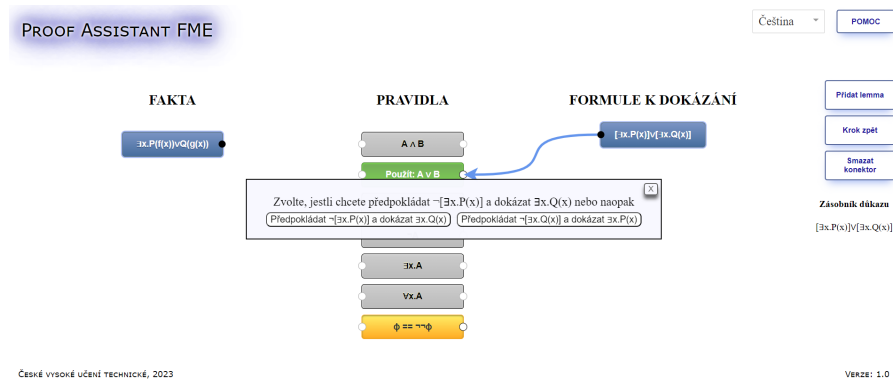 PROOF ASSISTANT FME
Čeština
POMOC
FAKTA
PRAVIDLA
FORMULE K DOKÁZÁNÍ
Přidat lemma
Krok zpět
Smazat
konektor
Zásobník důkazu
[∃x.P(x)]∨[∃x.Q(x)]
∃x.P(f(x))∨Q(g(x))
A ∧ B
[∃x.P(x)]∨[∃x.Q(x)]
Použít: A ∨ B
X
Zvolte, jestli chcete předpokládat ¬[∃x.P(x)] a dokázat ∃x.Q(x) nebo naopak
Předpokládat ¬[∃x.P(x)] a dokázat ∃x.Q(x)
Předpokládat ¬[∃x.Q(x)] a dokázat ∃x.P(x)
∃x.A
∀x.A
ϕ == ¬¬ϕ
ČESKÉ VYSOKÉ UČENÍ TECHNICKÉ, 2023
VERZE: 1.0